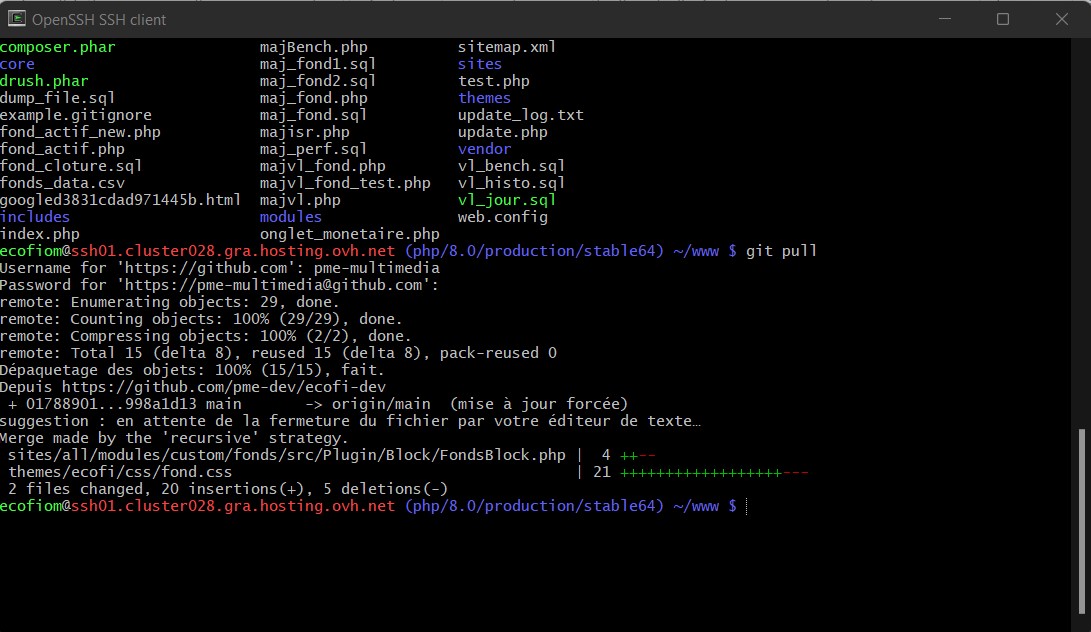 OpenSSH SSH client
composer.phar majBench.php sitemap.xml
core maj_fond1.sql sites
drush.phar maj_fond2.sql test.php
dump_file.sql maj_fond.php themes
example.gitignore maj_fond.sql update_log.txt
fond_actif_new.php majisr.php update.php
fond_actif.php maj_perf.sql vendor
fond_cloture.sql majvl_fond.php vl_bench.sql
fonds_data.csv majvl_fond_test.php vl_histo.sql
googled3831cdad971445b.html majvl.php vl_jour.sql
includes modules web.config
index.php onglet_monetaire.php
ecofiom@ssh01.cluster028.gra.hosting.ovh.net (php/8.0/production/stable64) ~/www $ git pull
Username for 'https://github.com': pme-multimedia
Password for 'https://pme-multimedia@github.com':
remote: Enumerating objects: 29, done.
remote: Counting objects: 100% (29/29), done.
remote: Compressing objects: 100% (2/2), done.
remote: Total 15 (delta 8), reused 15 (delta 8), pack-reused 0
Dépaquetage des objets: 100% (15/15), fait.
Depuis https://github.com/pme-dev/ecofi-dev
+ 01788901...998a1d13 main -> origin/main (mise à jour forcée)
suggestion : en attente de la fermeture du fichier par votre éditeur de texte…
Merge made by the 'recursive' strategy.
sites/all/modules/custom/fonds/src/Plugin/Block/FondsBlock.php | 4 ++--
themes/ecofi/css/fond.css | 21 ++++++++++++++++++---
2 files changed, 20 insertions(+), 5 deletions(-)
ecofiom@ssh01.cluster028.gra.hosting.ovh.net (php/8.0/production/stable64) ~/www $